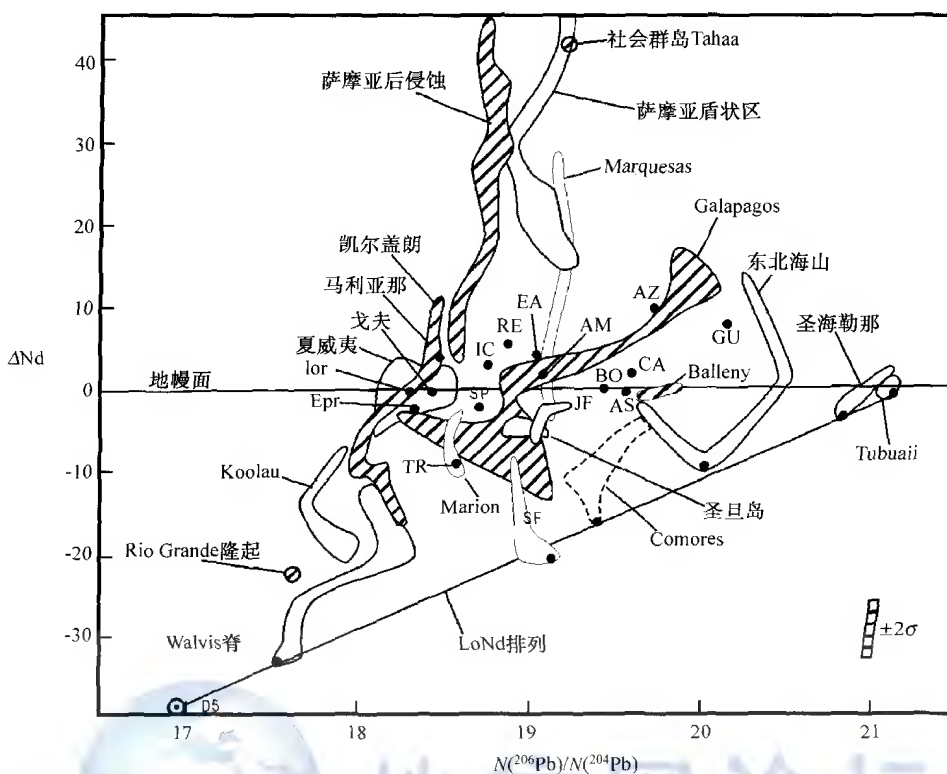 40
30
20
10
0
-10
-20
-30
ΔNd
社会群岛Tahaa
萨摩亚后侵蚀
萨摩亚盾状区
Marquesas
Galapagos
凯尔盖朗
东北海山
马利亚那
戈夫
EA
AZ
RE
AM
GU
圣海勒那
夏威夷
IC
CA
Ior
BO
Balleny
地幔面
Epr
SP
JF
AS
Tubuaii
TR
Koolau
Marion
SF
圣旦岛
Comores
Rio Grande隆起
±2σ
Walvis脊
LoNd排列
D5
17
18
19
20
21
N(²⁰⁶Pb)/N(²⁰⁴Pb)